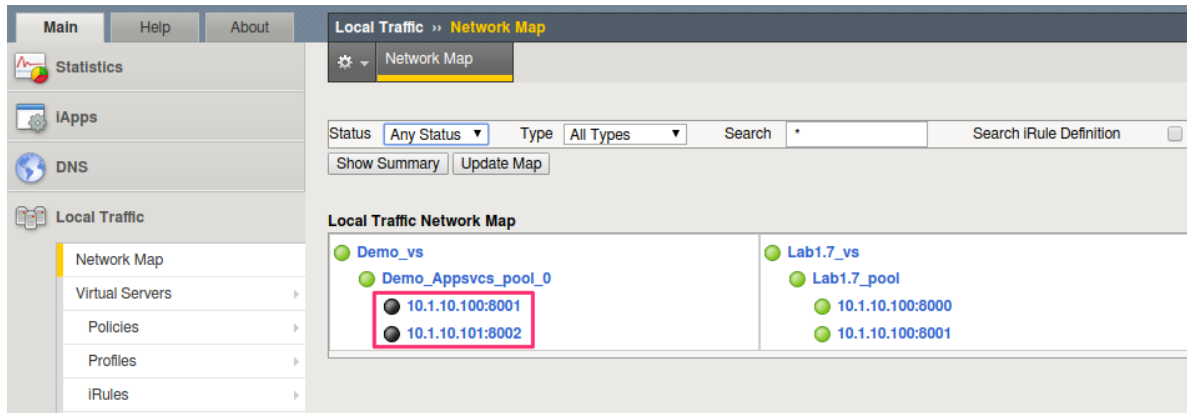 Main Help About
Local Traffic ›› Network Map
Network Map
Statistics
iApps
DNS
Local Traffic
Network Map
Virtual Servers
Policies
Profiles
iRules
Status Any Status Type All Types Search * Search iRule Definition
Show Summary Update Map
Local Traffic Network Map
Demo_vs
Demo_Appsvcs_pool_0
10.1.10.100:8001
10.1.10.101:8002
Lab1.7_vs
Lab1.7_pool
10.1.10.100:8000
10.1.10.100:8001